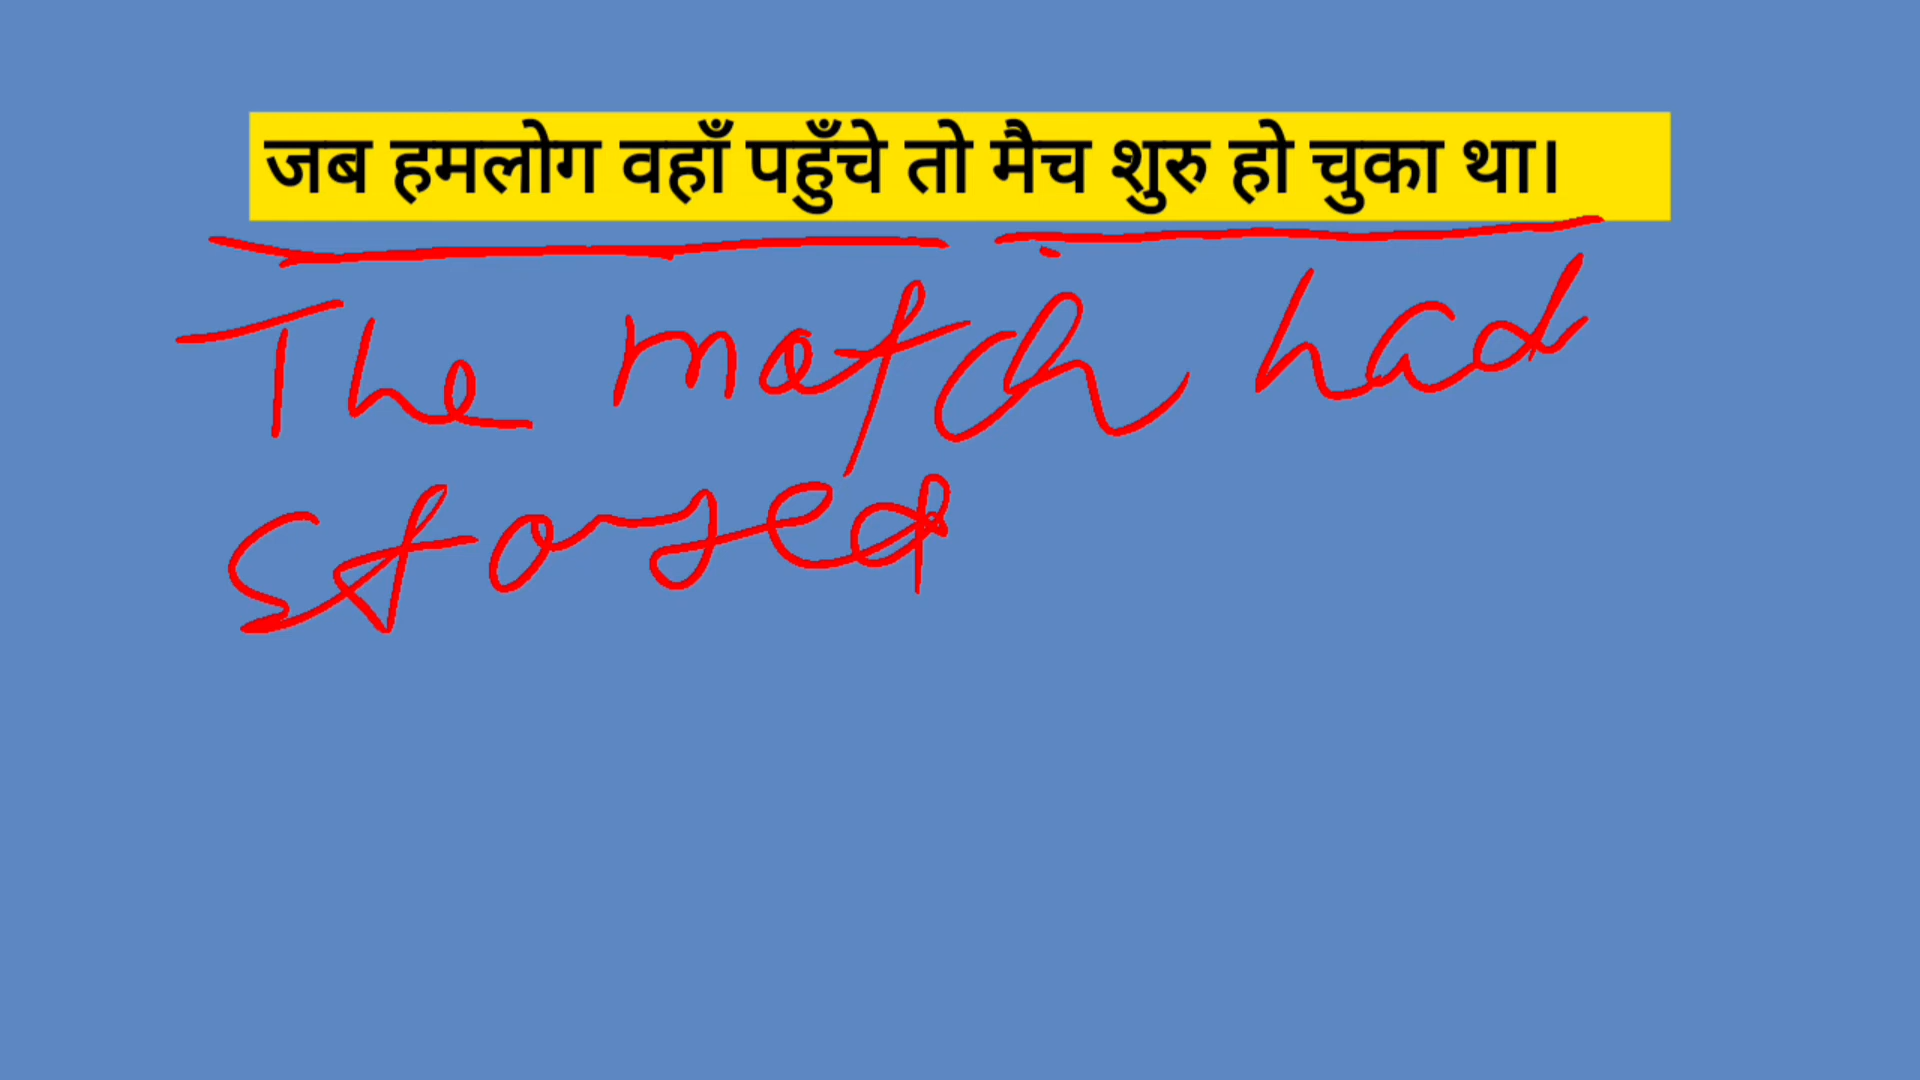 जब हमलोग वहाँ पहुँचे तो मैच शुरु हो चुका था।
The match had
started